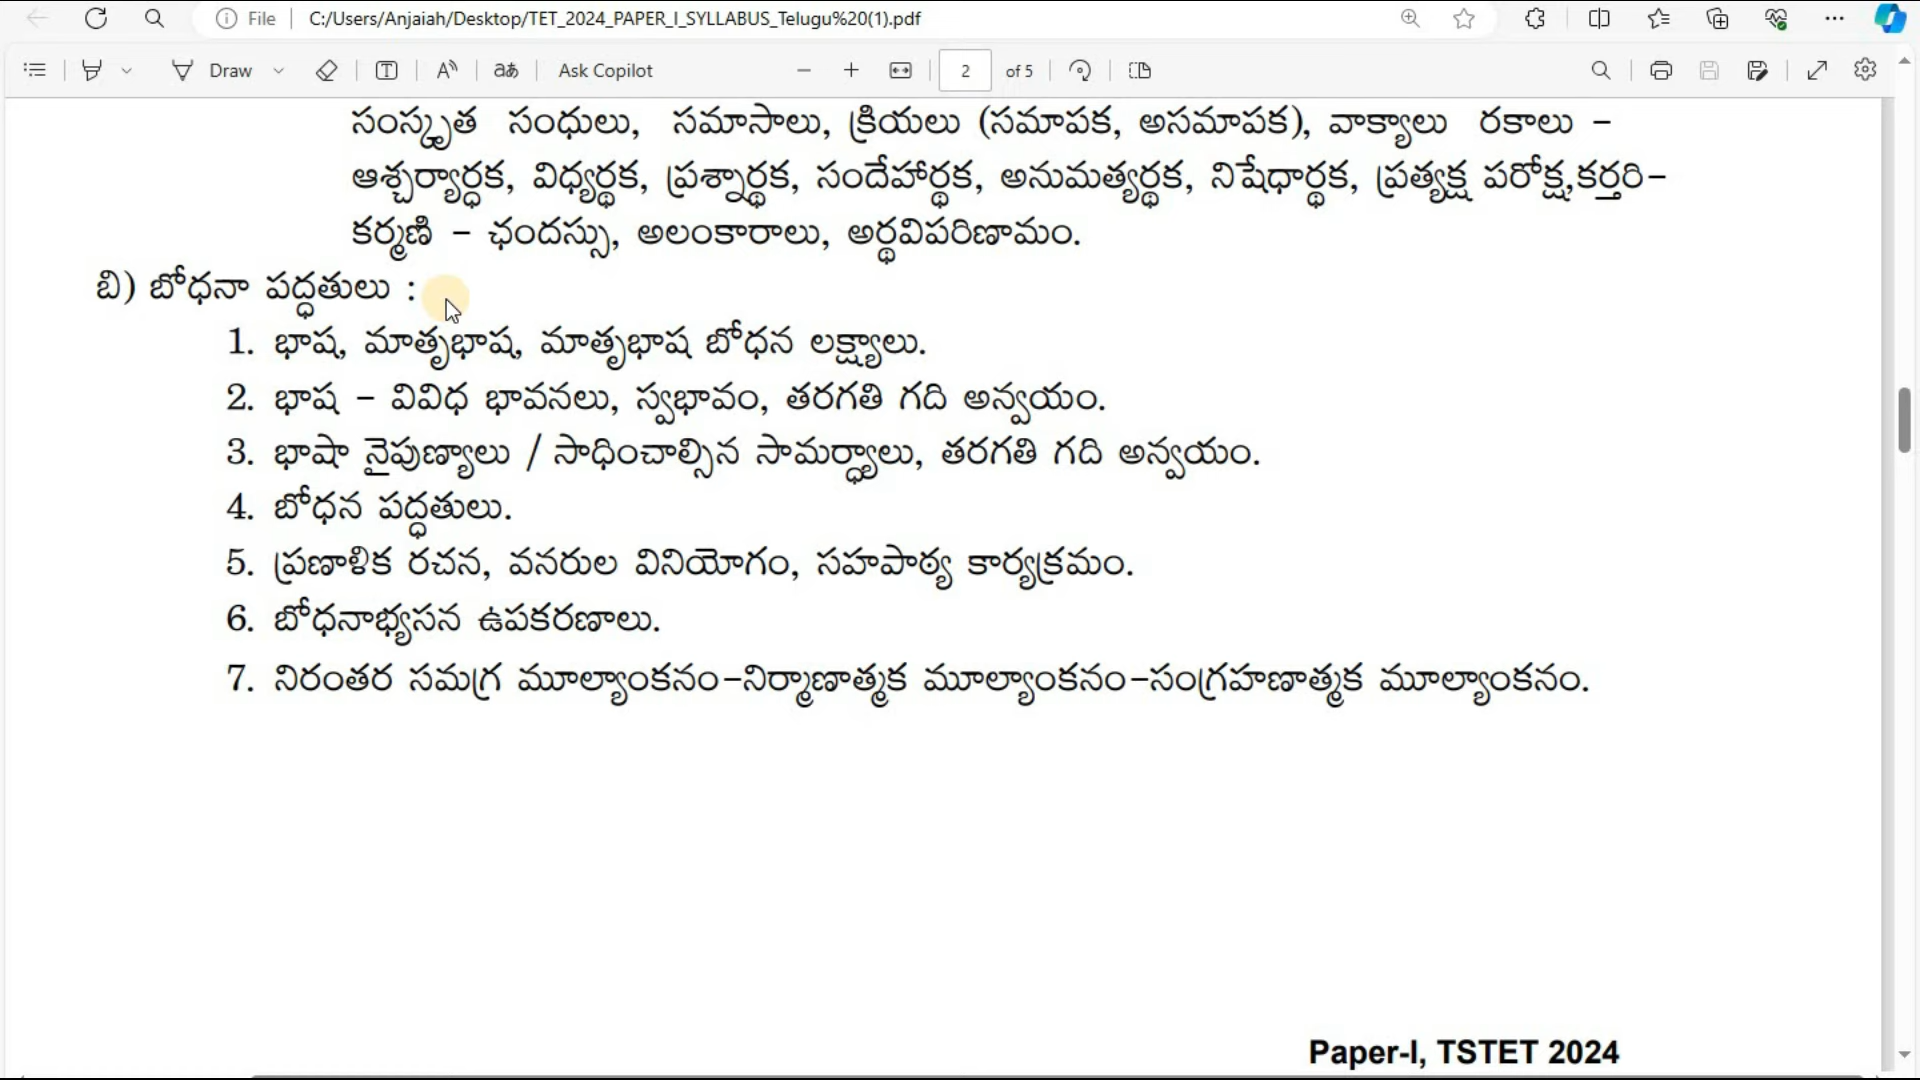 File C:/Users/Anjaiah/Desktop/TET_2024_PAPER_I_SYLLABUS_Telugu%20(1).pdf
Draw Ask Copilot 2 of 5
సంస్కృత సంధులు, సమాసాలు, క్రియలు (సమాపక, అసమాపక), వాక్యాలు రకాలు –
ఆశ్చర్యార్ధక, విధ్యర్థక, ప్రశ్నార్థక, సందేహార్థక, అనుమత్యర్థక, నిషేధార్థక, ప్రత్యక్ష పరోక్ష,కర్తరి–
కర్మణి – ఛందస్సు, అలంకారాలు, అర్థవిపరిణామం.
బి) బోధనా పద్ధతులు :
1. భాష, మాతృభాష, మాతృభాష బోధన లక్ష్యాలు.
2. భాష – వివిధ భావనలు, స్వభావం, తరగతి గది అన్వయం.
3. భాషా నైపుణ్యాలు / సాధించాల్సిన సామర్ధ్యాలు, తరగతి గది అన్వయం.
4. బోధన పద్ధతులు.
5. ప్రణాళిక రచన, వనరుల వినియోగం, సహపాఠ్య కార్యక్రమం.
6. బోధనాభ్యసన ఉపకరణాలు.
7. నిరంతర సమగ్ర మూల్యాంకనం–నిర్మాణాత్మక మూల్యాంకనం–సంగ్రహణాత్మక మూల్యాంకనం.
Paper-I, TSTET 2024